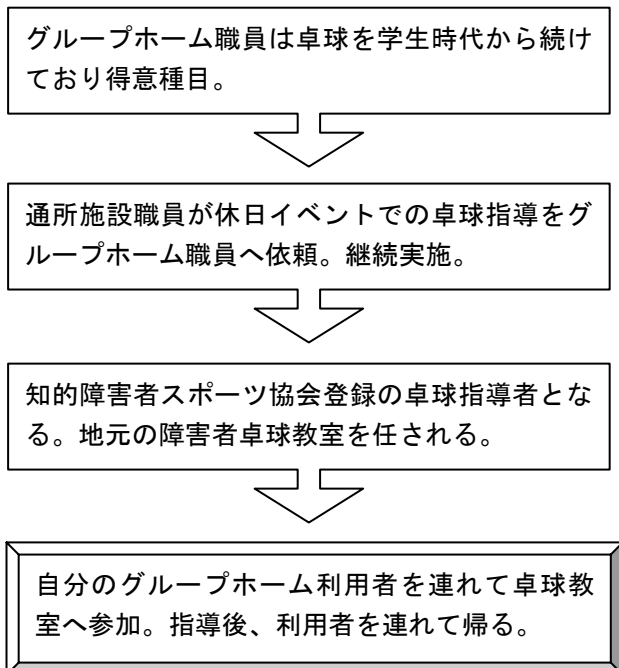 グループホーム職員は卓球を学生時代から続け
ており得意種目。
通所施設職員が休日イベントでの卓球指導をグ
ループホーム職員へ依頼。継続実施。
知的障害者スポーツ協会登録の卓球指導者とな
る。地元の障害者卓球教室を任される。
自分のグループホーム利用者を連れて卓球教
室へ参加。指導後、利用者を連れて帰る。